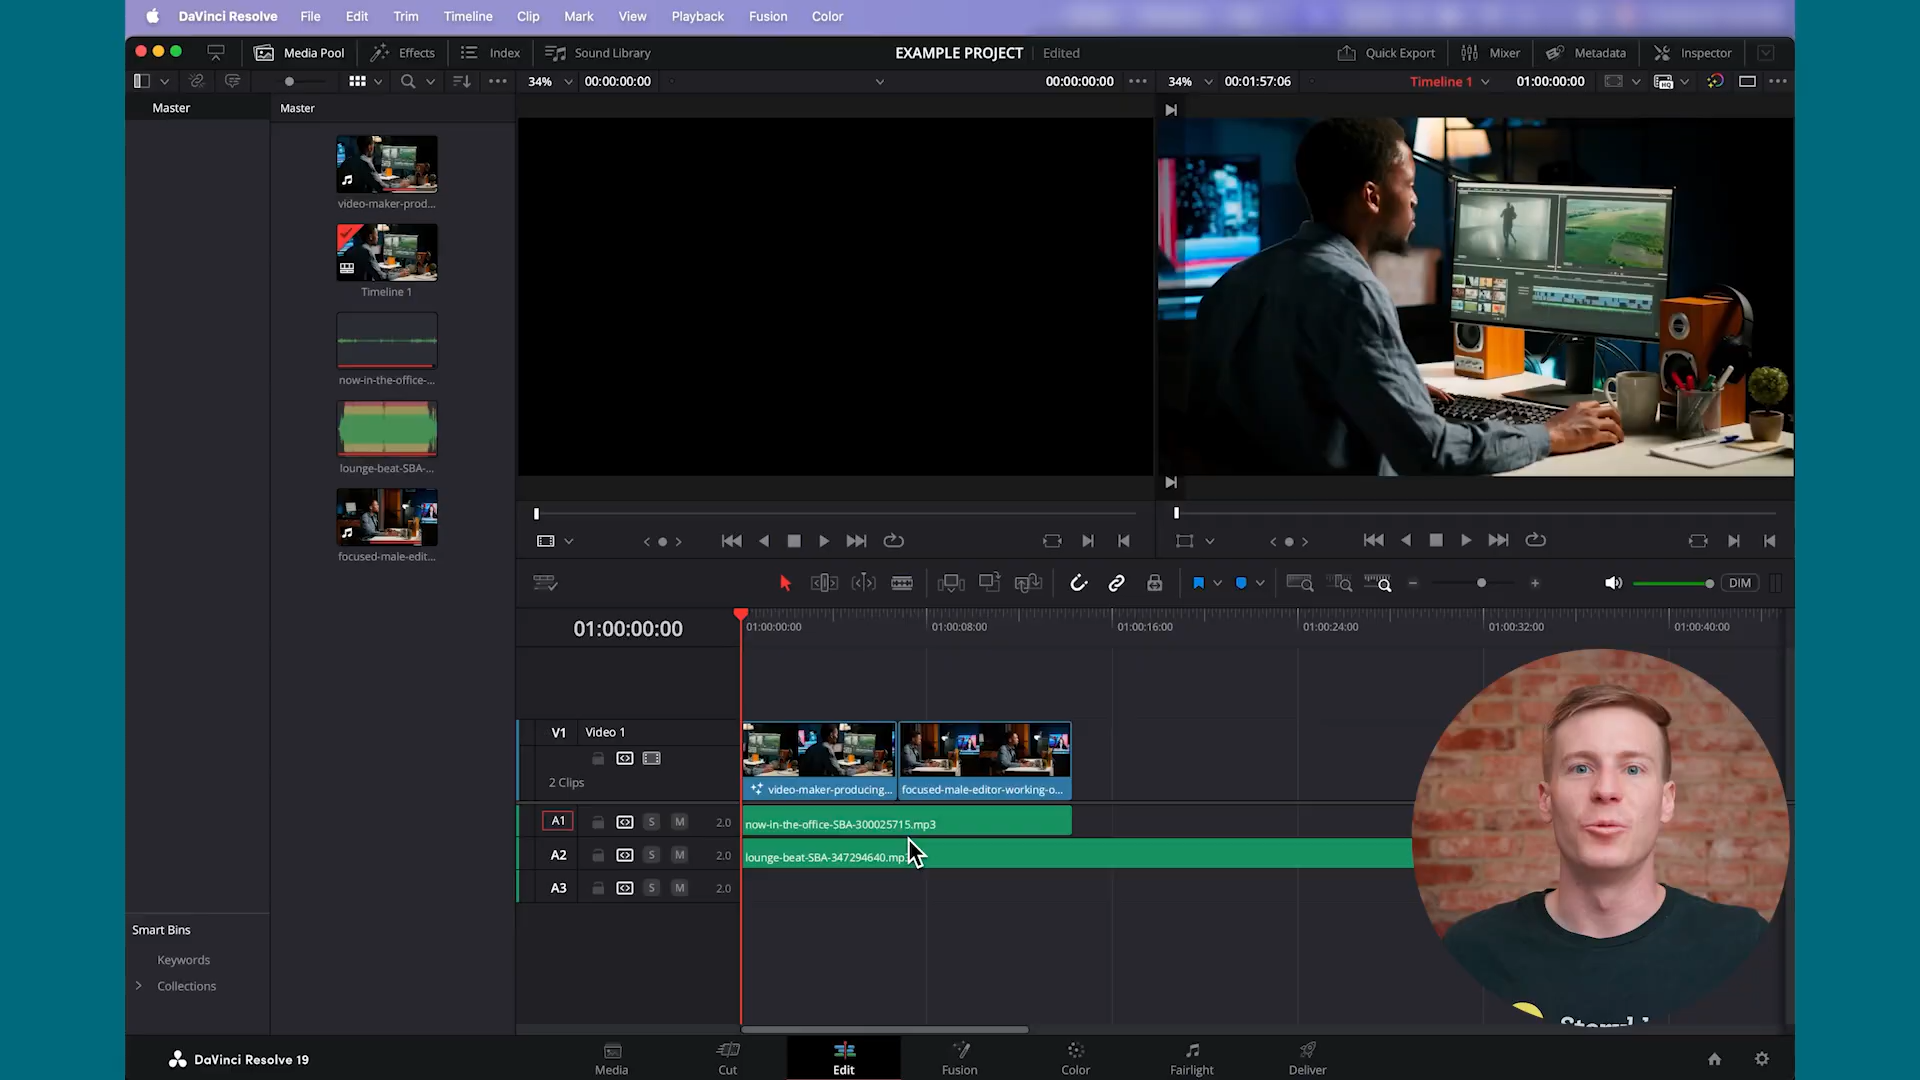 DaVinci Resolve File Edit Trim Timeline Clip Mark View Playback Fusion Color
Media Pool Effects Index Sound Library EXAMPLE PROJECT Edited Quick Export Mixer Metadata Inspector
34% 00:00:00:00 00:00:00:00 34% 00:01:57:06 Timeline 1 01:00:00:00
Master Master
video-maker-prod...
Timeline 1
now-in-the-office-...
lounge-beat-SBA-...
focused-male-edit...
DIM
01:00:00:00 01:00:00:00 01:00:08:00 01:00:16:00 01:00:24:00 01:00:32:00 01:00:40:00
V1 Video 1
2 Clips
video-maker-producing... focused-male-editor-working-o...
A1 S M 2.0 now-in-the-office-SBA-300025715.mp3
A2 S M 2.0 lounge-beat-SBA-347294640.mp3
A3 S M 2.0
Smart Bins
Keywords
Collections
DaVinci Resolve 19
Media Cut Edit Fusion Color Fairlight Deliver